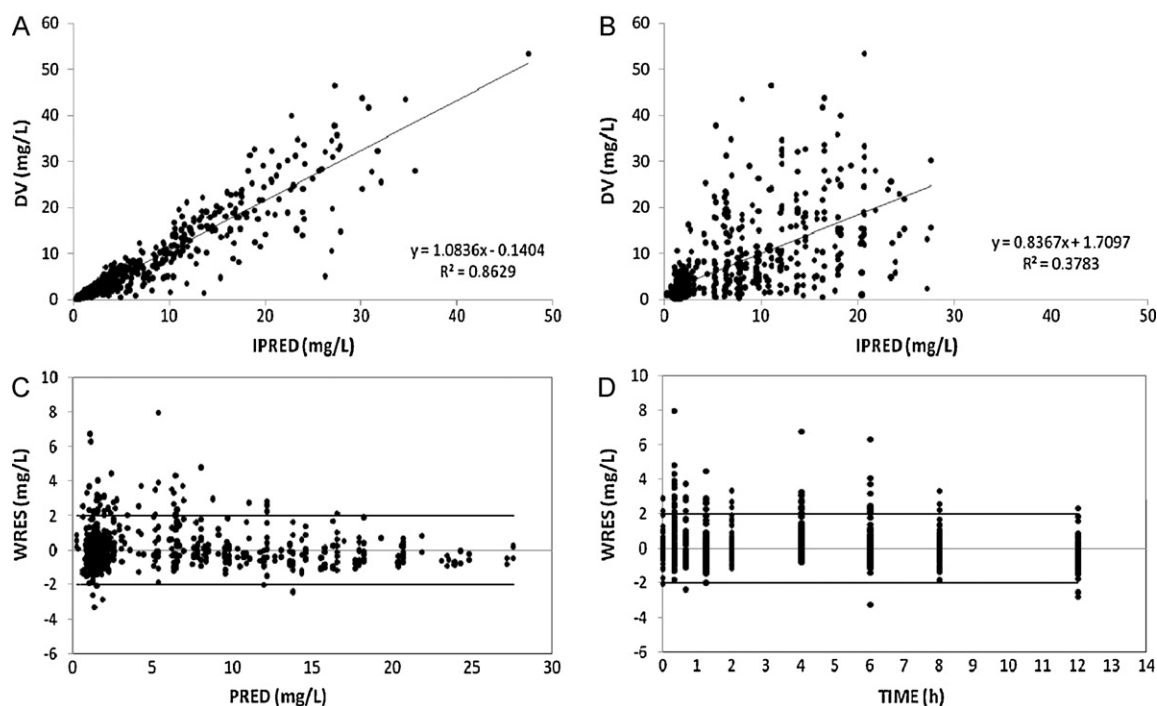 A
60
50
40
30
20
10
0
DV (mg/L)
y = 1.0836x - 0.1404
R² = 0.8629
0 10 20 30 40 50
IPRED (mg/L)
B
60
50
40
30
20
10
0
DV (mg/L)
y = 0.8367x + 1.7097
R² = 0.3783
0 10 20 30 40 50
IPRED (mg/L)
C
10
8
6
4
2
0
-2
-4
-6
WRES (mg/L)
0 5 10 15 20 25 30
PRED (mg/L)
D
10
8
6
4
2
0
-2
-4
-6
WRES (mg/L)
0 1 2 3 4 5 6 7 8 9 10 11 12 13 14
TIME (h)